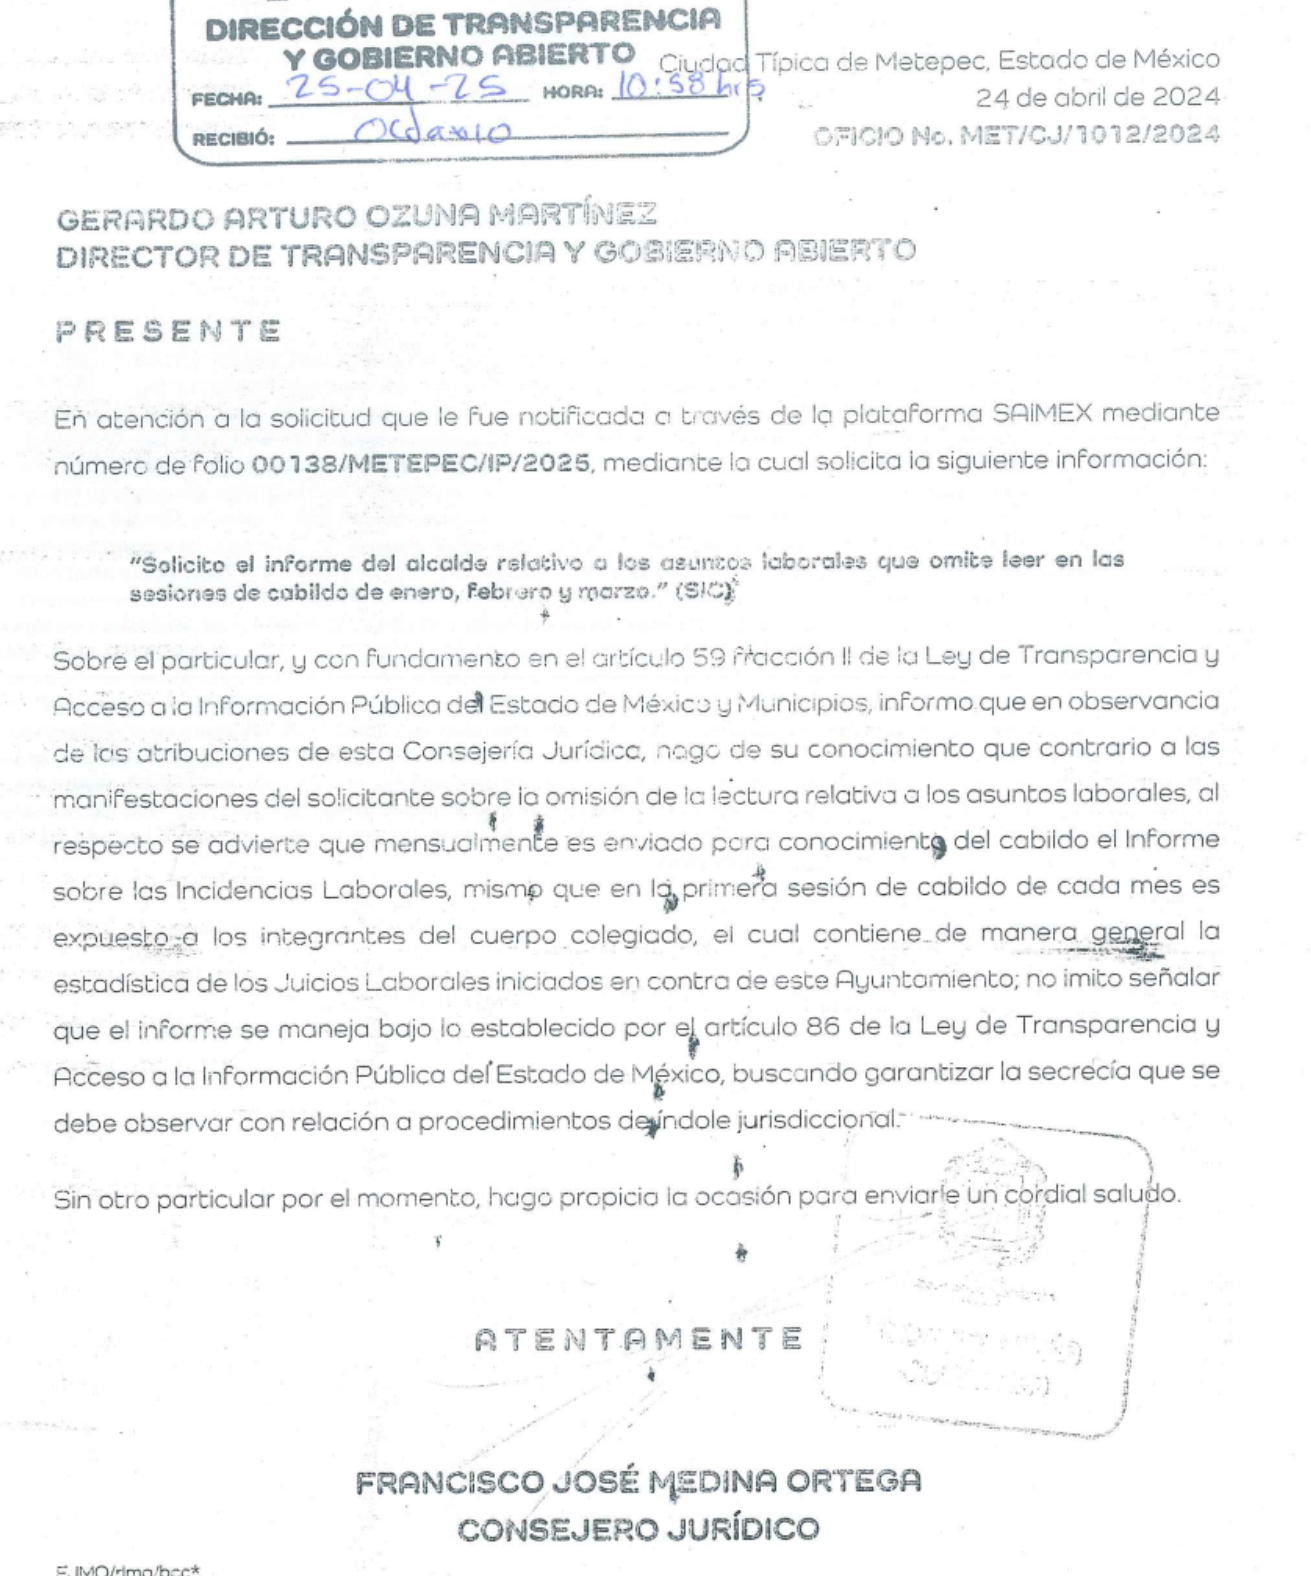 DIRECCIÓN DE TRANSPARENCIA
Y GOBIERNO ABIERTO
FECHA: 25-04-25 HORA: 10:58 hrs
RECIBIÓ: Octavio
Ciudad Típica de Metepec, Estado de México
24 de abril de 2024
OFICIO No. MET/CJ/1012/2024
GERARDO ARTURO OZUNA MARTÍNEZ
DIRECTOR DE TRANSPARENCIA Y GOBIERNO ABIERTO
PRESENTE
En atención a la solicitud que le fue notificada a través de la plataforma SAIMEX mediante
número de folio 00138/METEPEC/IP/2025, mediante la cual solicita la siguiente información:
"Solicito el informe del alcalde relativo a los asuntos laborales que omite leer en las
sesiones de cabildo de enero, febrero y marzo." (SIC)
Sobre el particular, y con fundamento en el artículo 59 fracción II de la Ley de Transparencia y
Acceso a la Información Pública del Estado de México y Municipios, informo que en observancia
de las atribuciones de esta Consejería Jurídica, hago de su conocimiento que contrario a las
manifestaciones del solicitante sobre la omisión de la lectura relativa a los asuntos laborales, al
respecto se advierte que mensualmente es enviado para conocimiento del cabildo el Informe
sobre las Incidencias Laborales, mismo que en la primera sesión de cabildo de cada mes es
expuesto a los integrantes del cuerpo colegiado, el cual contiene de manera general la
estadística de los Juicios Laborales iniciados en contra de este Ayuntamiento; no imito señalar
que el informe se maneja bajo lo establecido por el artículo 86 de la Ley de Transparencia y
Acceso a la Información Pública del Estado de México, buscando garantizar la secrecía que se
debe observar con relación a procedimientos de índole jurisdiccional.
Sin otro particular por el momento, hago propicia la ocasión para enviarle un cordial saludo.
ATENTAMENTE
FRANCISCO JOSÉ MEDINA ORTEGA
CONSEJERO JURÍDICO